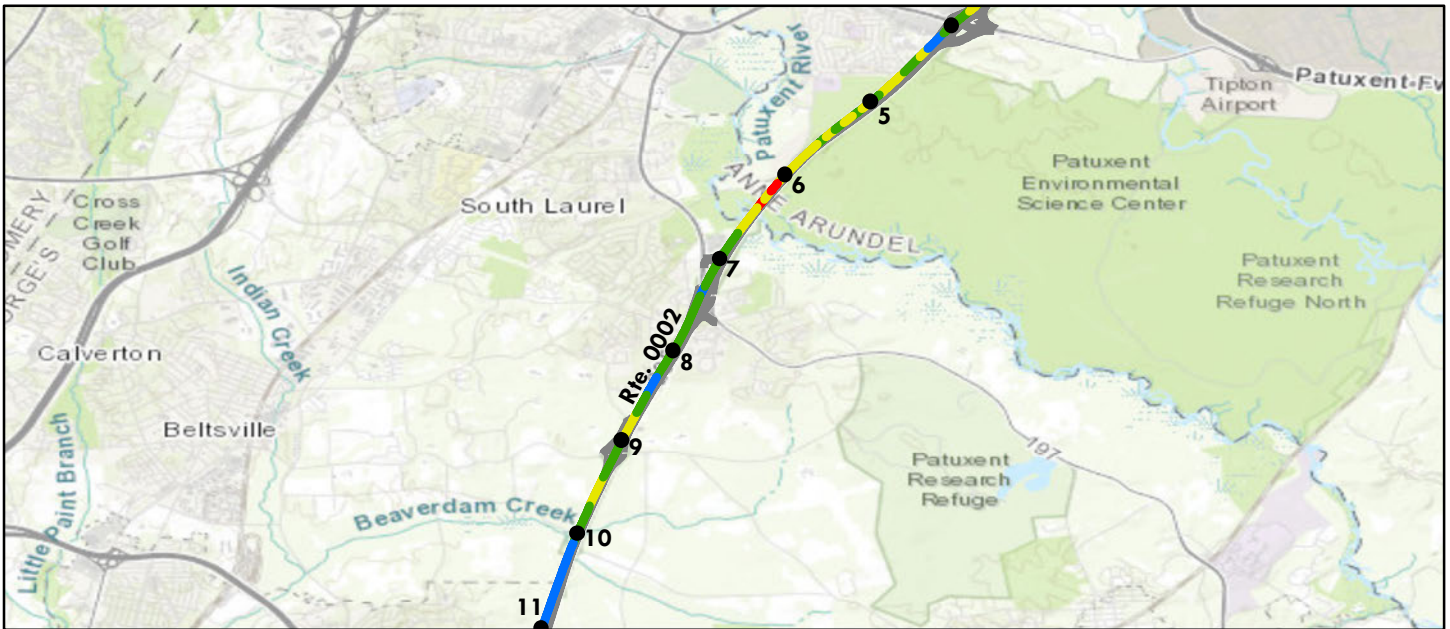 Patuxent River
Tipton
Airport
Patuxent-Fw
5
6
Patuxent
Environmental
Science Center
ANNE ARUNDEL
Cross
Creek
Golf
Club
South Laurel
7
Patuxent
Research
Refuge North
OMERY
ORGE'S
Indian Creek
Rte. 0002
8
Calverton
Beltsville
9
197
Little Paint Branch
Patuxent
Research
Refuge
Beaverdam Creek
10
11